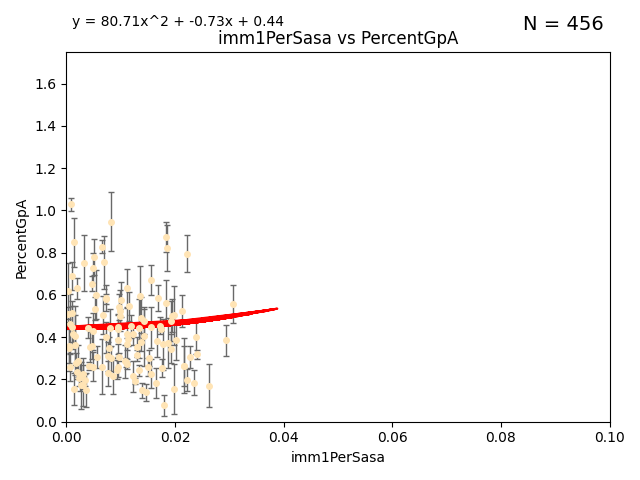 y = 80.71x^2 + -0.73x + 0.44
N = 456
imm1PerSasa vs PercentGpA
PercentGpA
1.6
1.4
1.2
1.0
0.8
0.6
0.4
0.2
0.0
0.00 0.02 0.04 0.06 0.08 0.10
imm1PerSasa